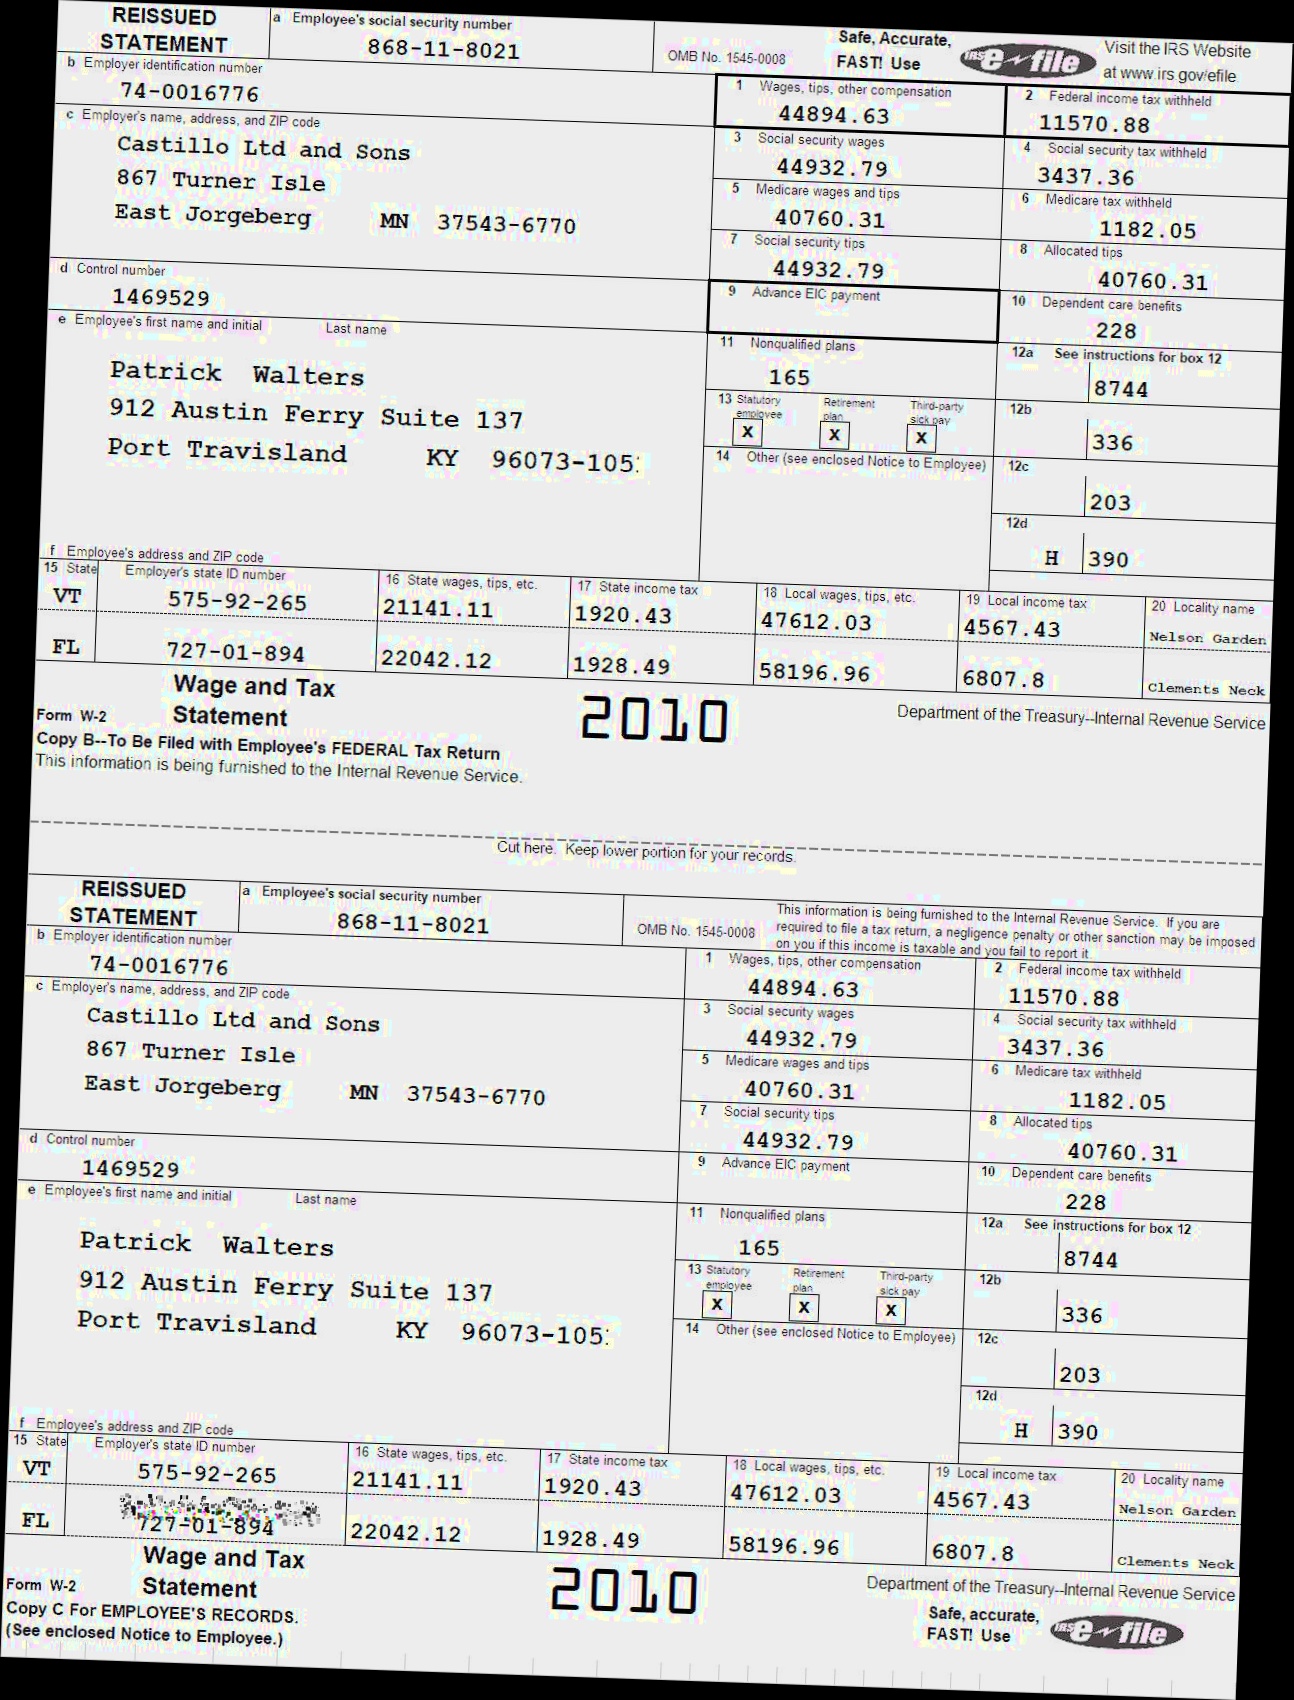 REISSUED
STATEMENT
a Employee's social security number
868-11-8021
OMB No. 1545-0008
Safe, Accurate,
FAST! Use
IRS e-file
Visit the IRS Website
at www.irs.gov/efile
b Employer identification number
74-0016776
1 Wages, tips, other compensation
44894.63
2 Federal income tax withheld
11570.88
c Employer's name, address, and ZIP code
Castillo Ltd and Sons
867 Turner Isle
East Jorgeberg MN 37543-6770
3 Social security wages
44932.79
4 Social security tax withheld
3437.36
5 Medicare wages and tips
40760.31
6 Medicare tax withheld
1182.05
7 Social security tips
44932.79
8 Allocated tips
40760.31
d Control number
1469529
9 Advance EIC payment
10 Dependent care benefits
228
e Employee's first name and initial Last name
Patrick Walters
912 Austin Ferry Suite 137
Port Travisland KY
11 Nonqualified plans
165
12a See instructions for box 12
8744
13 Statutory employee
Retirement plan
Third-party sick pay
X X X
12b
336
14 Other (see enclosed Notice to Employee)
12c
203
12d
H 390
f Employee's address and ZIP code
15 State Employer's state ID number
16 State wages, tips, etc.
17 State income tax
18 Local wages, tips, etc.
19 Local income tax
20 Locality name
VT 575-92-265 21141.11 1920.43 47612.03 4567.43 Nelson Garden
FL 727-01-894 22042.12 1928.49 58196.96 6807.8 Clements Neck
Wage and Tax
Statement
Form W-2
2010
Department of the Treasury--Internal Revenue Service
Copy B--To Be Filed with Employee's FEDERAL Tax Return
This information is being furnished to the Internal Revenue Service.
Cut here. Keep lower portion for your records.
REISSUED
STATEMENT
a Employee's social security number
868-11-8021
OMB No. 1545-0008
This information is being furnished to the Internal Revenue Service. If you are
required to file a tax return, a negligence penalty or other sanction may be imposed
on you if this income is taxable and you fail to report it
b Employer identification number
74-0016776
1 Wages, tips, other compensation
44894.63
2 Federal income tax withheld
11570.88
c Employer's name, address, and ZIP code
Castillo Ltd and Sons
867 Turner Isle
East Jorgeberg MN 37543-6770
3 Social security wages
44932.79
4 Social security tax withheld
3437.36
5 Medicare wages and tips
40760.31
6 Medicare tax withheld
1182.05
7 Social security tips
44932.79
8 Allocated tips
40760.31
d Control number
1469529
9 Advance EIC payment
10 Dependent care benefits
228
e Employee's first name and initial Last name
Patrick Walters
912 Austin Ferry Suite 137
Port Travisland KY
11 Nonqualified plans
165
12a See instructions for box 12
8744
13 Statutory employee
Retirement plan
Third-party sick pay
X X X
12b
336
14 Other (see enclosed Notice to Employee)
12c
203
12d
H 390
f Employee's address and ZIP code
15 State Employer's state ID number
16 State wages, tips, etc.
17 State income tax
18 Local wages, tips, etc.
19 Local income tax
20 Locality name
VT 575-92-265 21141.11 1920.43 47612.03 4567.43 Nelson Garden
FL 727-01-894 22042.12 1928.49 58196.96 6807.8 Clements Neck
Wage and Tax
Statement
Form W-2
2010
Department of the Treasury--Internal Revenue Service
Copy C For EMPLOYEE'S RECORDS.
(See enclosed Notice to Employee.)
Safe, accurate,
FAST! Use
IRS e-file